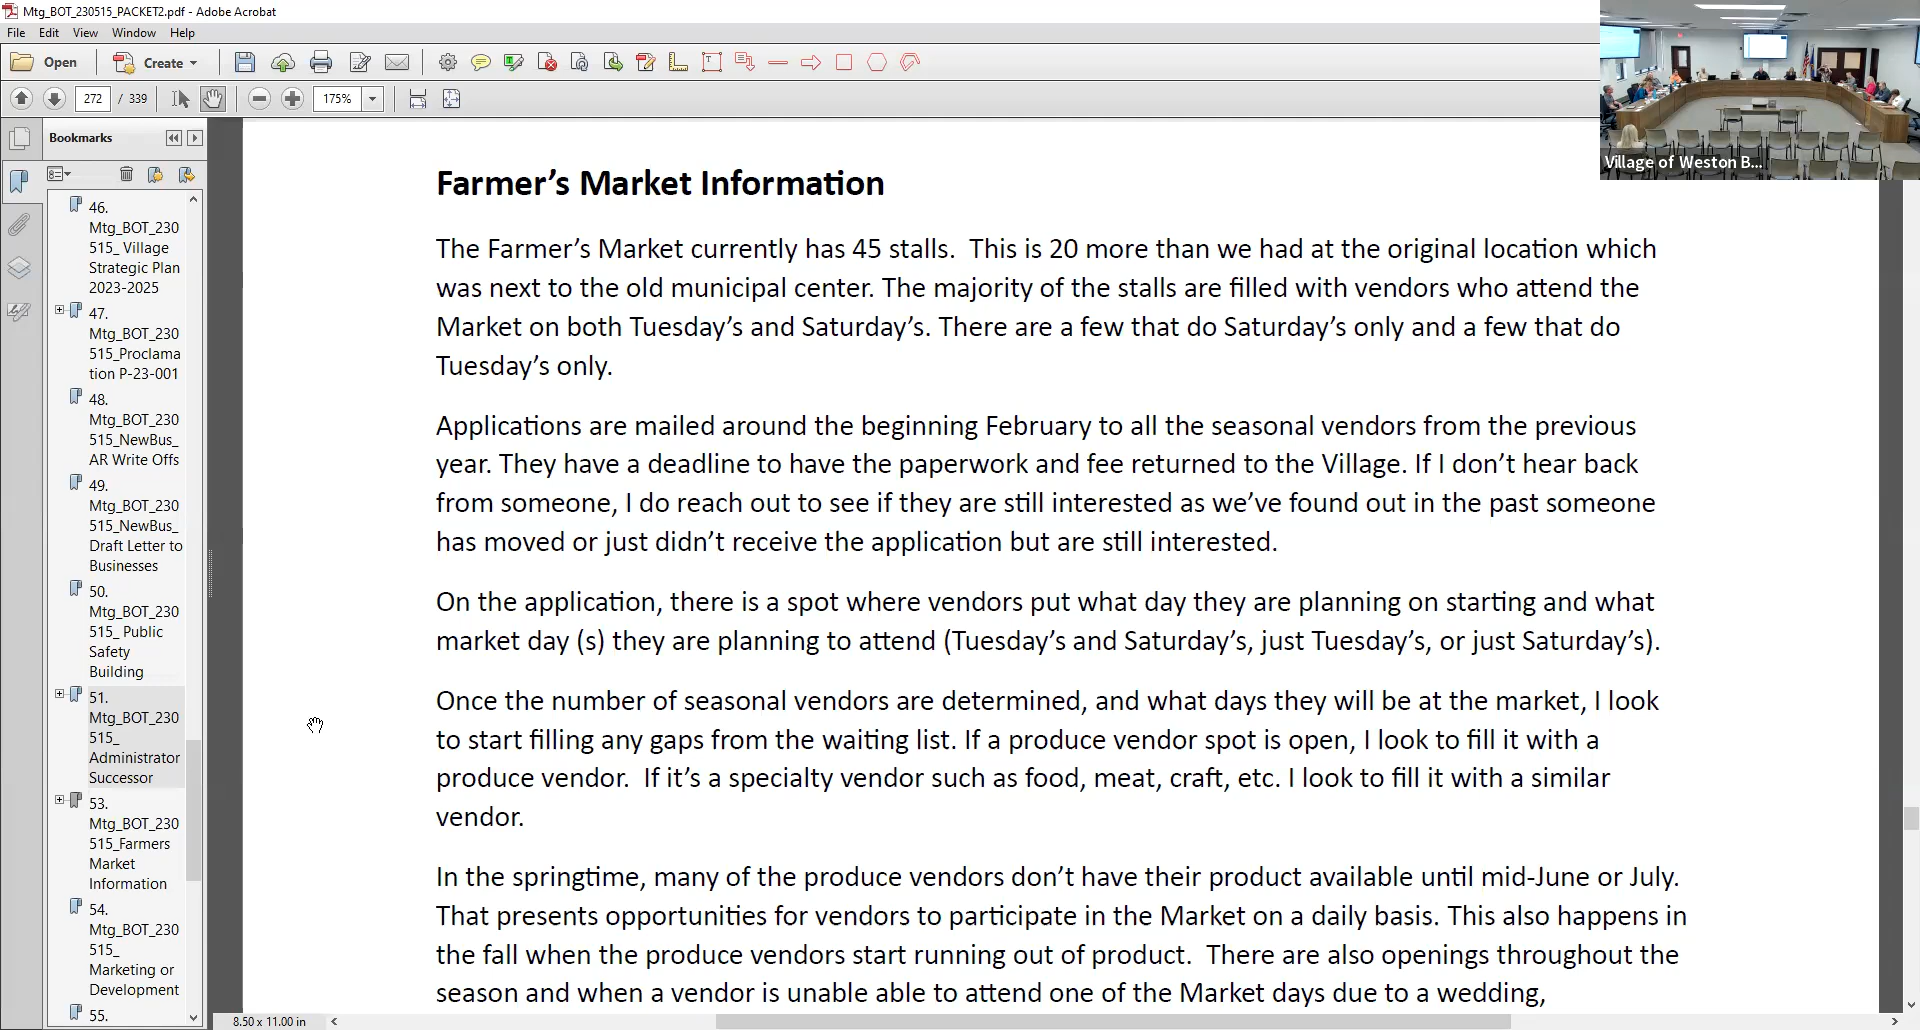 Mtg_BOT_230515_PACKET2.pdf - Adobe Acrobat
File Edit View Window Help
Open Create
272 / 339 175%
Bookmarks
46.
Mtg_BOT_230
515_ Village
Strategic Plan
2023-2025
47.
Mtg_BOT_230
515_Proclama
tion P-23-001
48.
Mtg_BOT_230
515_NewBus_
AR Write Offs
49.
Mtg_BOT_230
515_NewBus_
Draft Letter to
Businesses
50.
Mtg_BOT_230
515_ Public
Safety
Building
51.
Mtg_BOT_230
515_
Administrator
Successor
53.
Mtg_BOT_230
515_Farmers
Market
Information
54.
Mtg_BOT_230
515_
Marketing or
Development
55.
Farmer’s Market Information
The Farmer’s Market currently has 45 stalls.  This is 20 more than we had at the original location which
was next to the old municipal center. The majority of the stalls are filled with vendors who attend the
Market on both Tuesday’s and Saturday’s. There are a few that do Saturday’s only and a few that do
Tuesday’s only.
Applications are mailed around the beginning February to all the seasonal vendors from the previous
year. They have a deadline to have the paperwork and fee returned to the Village. If I don’t hear back
from someone, I do reach out to see if they are still interested as we’ve found out in the past someone
has moved or just didn’t receive the application but are still interested.
On the application, there is a spot where vendors put what day they are planning on starting and what
market day (s) they are planning to attend (Tuesday’s and Saturday’s, just Tuesday’s, or just Saturday’s).
Once the number of seasonal vendors are determined, and what days they will be at the market, I look
to start filling any gaps from the waiting list. If a produce vendor spot is open, I look to fill it with a
produce vendor.  If it’s a specialty vendor such as food, meat, craft, etc. I look to fill it with a similar
vendor.
In the springtime, many of the produce vendors don’t have their product available until mid-June or July.
That presents opportunities for vendors to participate in the Market on a daily basis. This also happens in
the fall when the produce vendors start running out of product.  There are also openings throughout the
season and when a vendor is unable able to attend one of the Market days due to a wedding,
8.50 x 11.00 in
Village of Weston B...